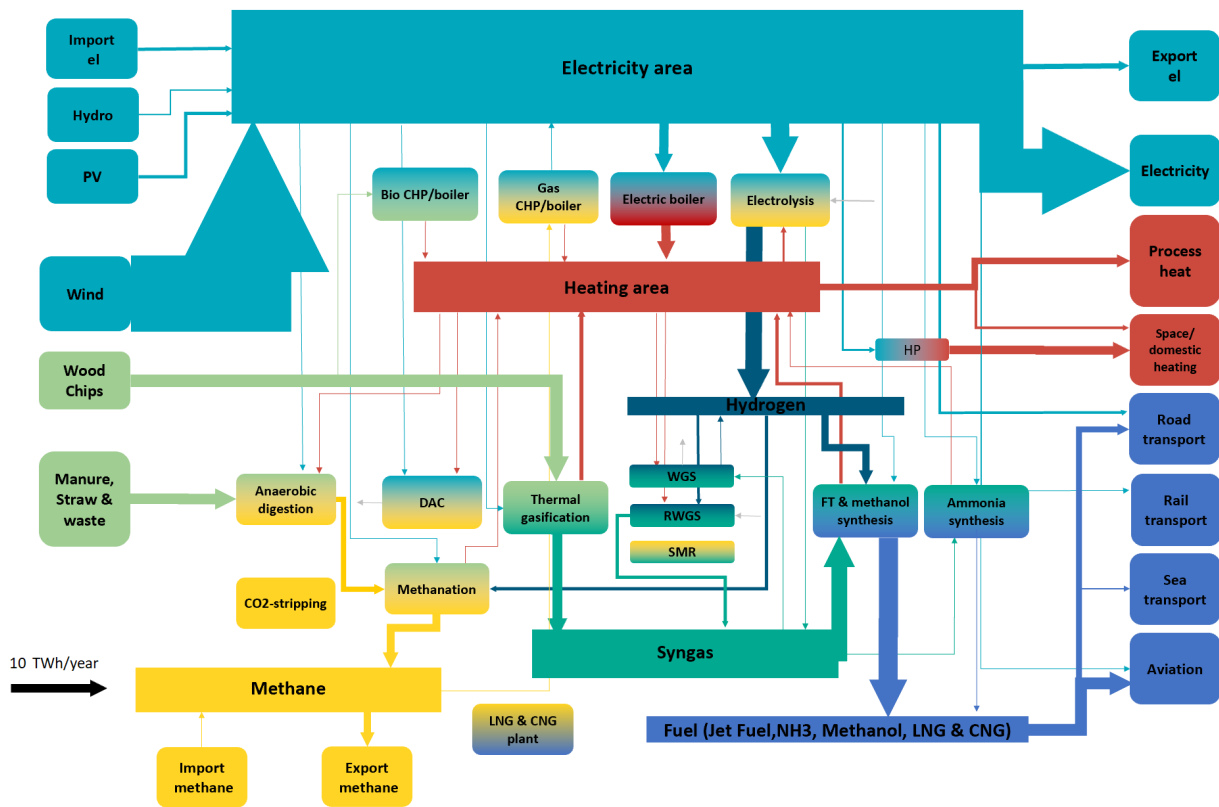 Import
el
Electricity area
Export
el
Hydro
PV
Electricity
Bio CHP/boiler
Gas
CHP/boiler
Electric boiler
Electrolysis
Process
heat
Wind
Heating area
HP
Space/
domestic
heating
Wood
Chips
Hydrogen
Road
transport
Manure,
Straw &
waste
Anaerobic
digestion
DAC
Thermal
gasification
WGS
RWGS
SMR
FT & methanol
synthesis
Ammonia
synthesis
Rail
transport
CO2-stripping
Methanation
Sea
transport
Syngas
10 TWh/year
Methane
Aviation
LNG & CNG
plant
Fuel (Jet Fuel,NH3, Methanol, LNG & CNG)
Import
methane
Export
methane